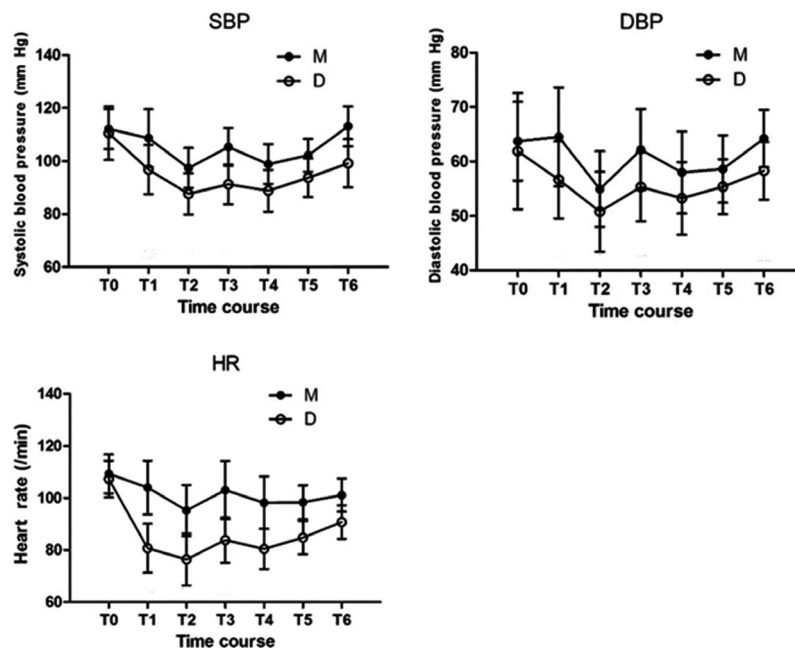 SBP
Systolic blood pressure (mm Hg)
140
120
100
80
60
M
D
T0 T1 T2 T3 T4 T5 T6
Time course
DBP
Diastolic blood pressure (mm Hg)
80
70
60
50
40
M
D
T0 T1 T2 T3 T4 T5 T6
Time course
HR
Heart rate (/min)
140
120
100
80
60
M
D
T0 T1 T2 T3 T4 T5 T6
Time course